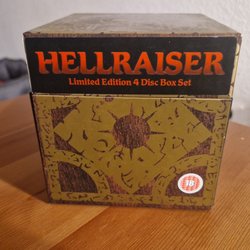 HELLRAISER
Limited Edition 4 Disc Box Set
18